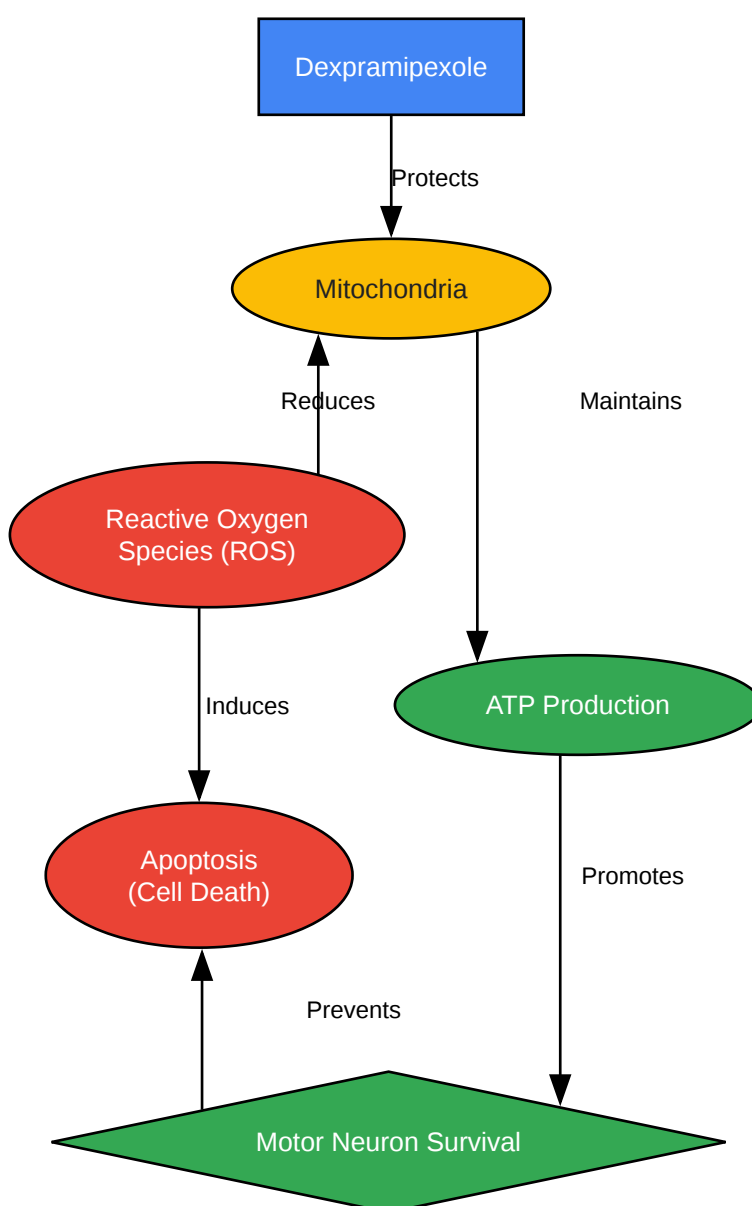 Dexpramipexole
Protects
Mitochondria
Reduces
Maintains
Reactive Oxygen
Species (ROS)
Induces
ATP Production
Apoptosis
(Cell Death)
Promotes
Prevents
Motor Neuron Survival